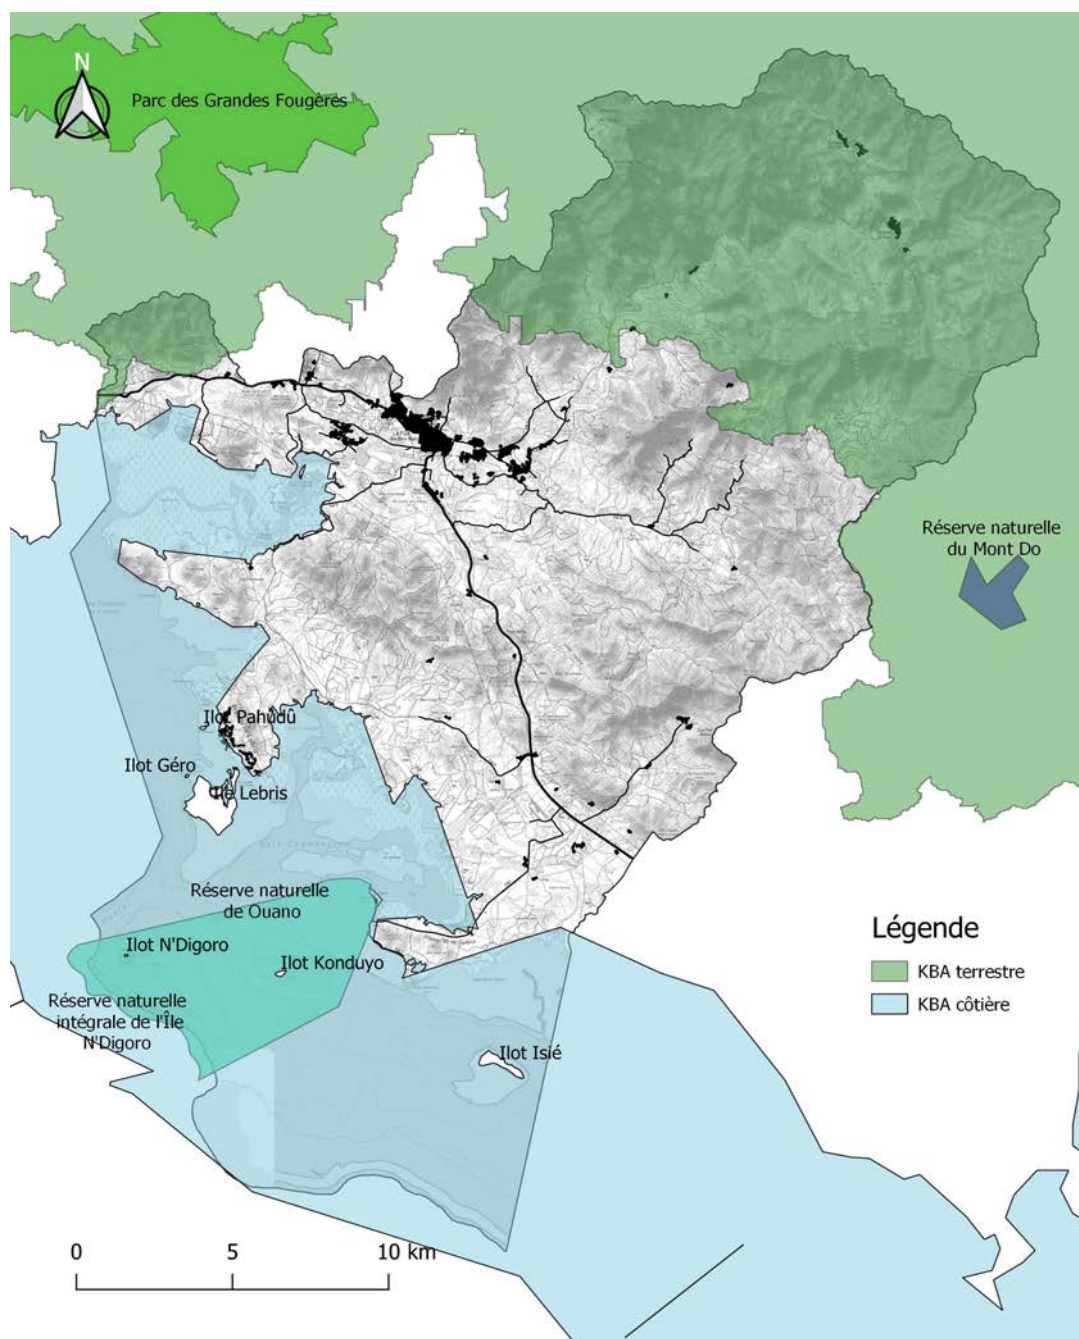 N
Parc des Grandes Fougères
Réserve naturelle
du Mont Do
Ilot Pahüdû
Ilot Géro
Ile Lebris
Réserve naturelle
de Ouano
Ilot N'Digoro
Ilot Konduyo
Réserve naturelle
intégrale de l'Île
N'Digoro
Ilot Isié
Légende
KBA terrestre
KBA côtière
0 5 10 km